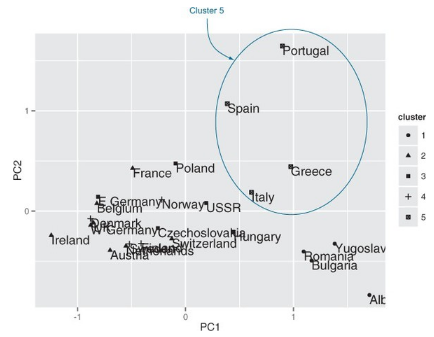 Cluster 5
Portugal
Spain
Greece
Poland
France
Italy
E Germany
Norway
USSR
Belgium
Denmark
W Germany
Czechoslovakia
Hungary
Ireland
Switzerland
Yugoslav
Austria
Netherlands
Romania
Bulgaria
Alb
PC2
1
0
-1
0
1
PC1
cluster
1
2
3
4
5